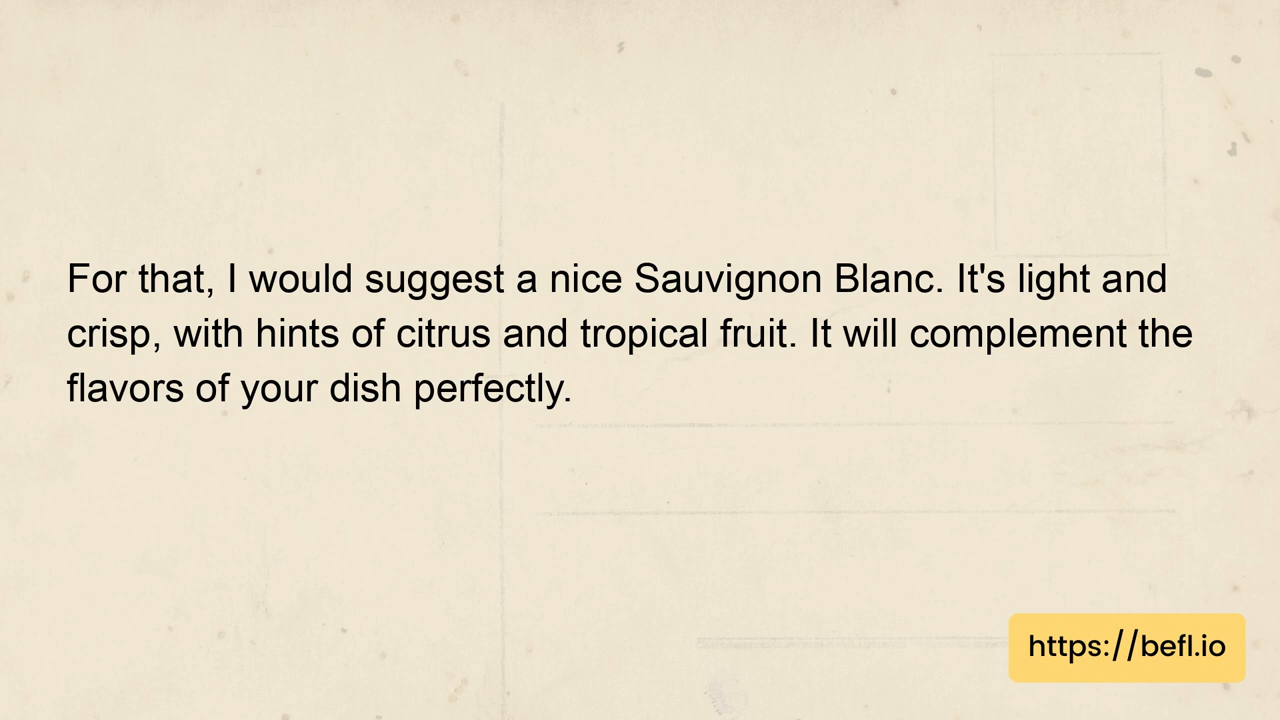 For that, I would suggest a nice Sauvignon Blanc. It's light and
crisp, with hints of citrus and tropical fruit. It will complement the
flavors of your dish perfectly.
https://befl.io